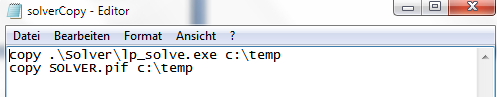 solverCopy - Editor
Datei Bearbeiten Format Ansicht ?
copy .\Solver\lp_solve.exe c:\temp
copy SOLVER.pif c:\temp